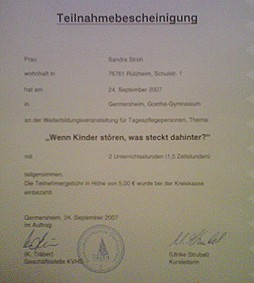 Teilnahmebescheinigung
Frau Sandra Stroh
wohnhaft in 76761 Rülzheim, Schulstr. 1
hat am 24. September 2007
in Germersheim, Goethe-Gymnasium
an der Weiterbildungsveranstaltung für Tagespflegepersonen, Thema:
„Wenn Kinder stören, was steckt dahinter?"
mit 2 Unterrichtsstunden (1,5 Zeitstunden)
teilgenommen.
Die Teilnehmergebühr in Höhe von 5,00 € wurde bei der Kreiskasse
einbezahlt.
Germersheim, 24. September 2007
im Auftrag
(K. Träber) (Ulrike Strubel)
Geschäftsstelle KVHS Kursleiterin